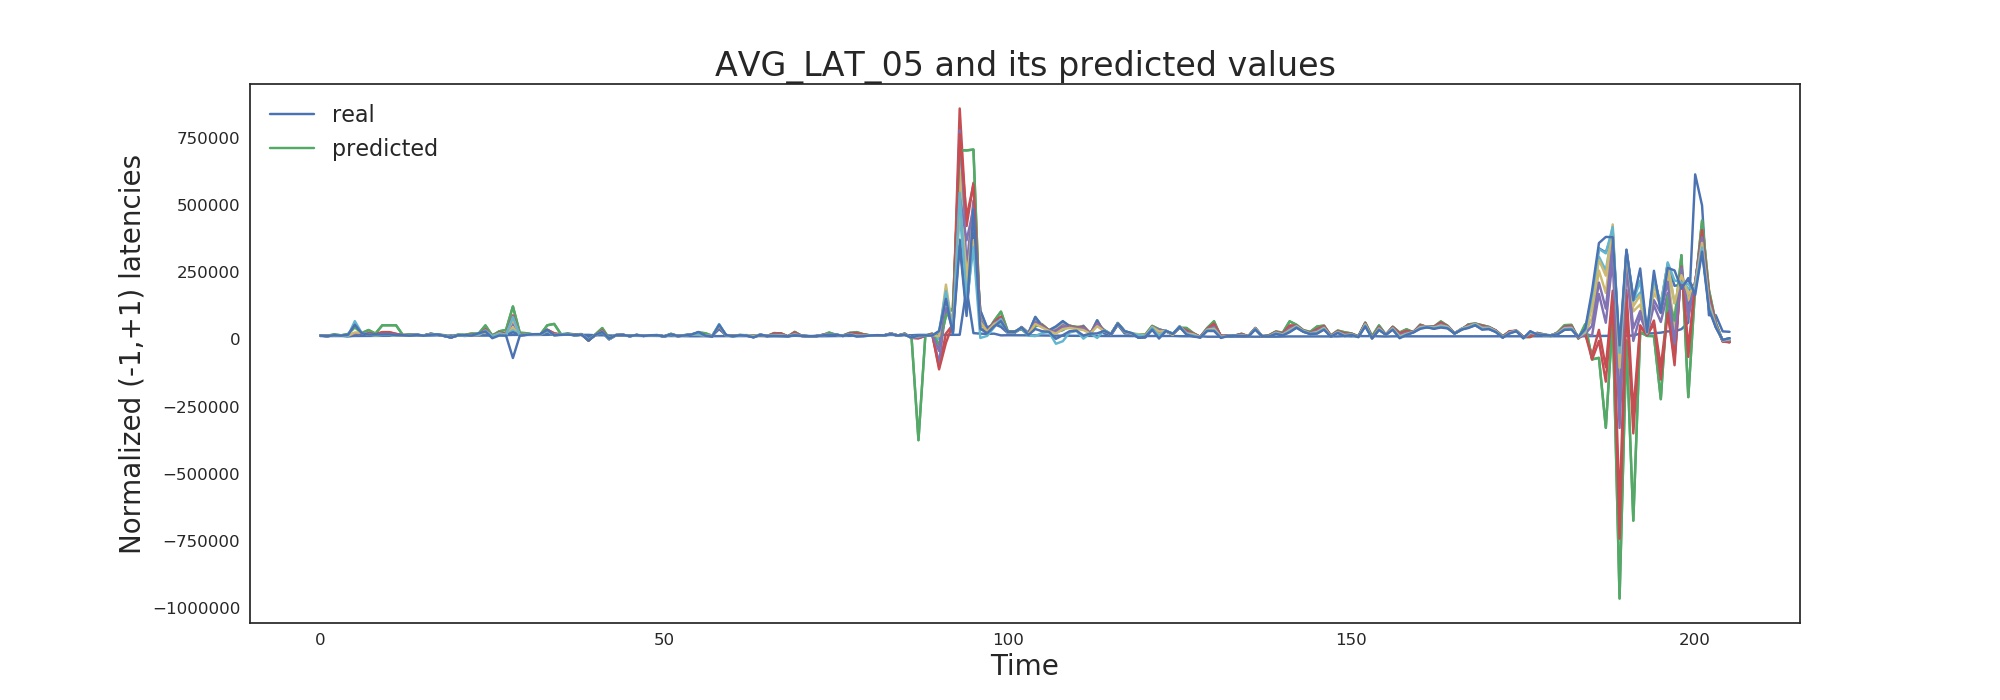 AVG_LAT_05 and its predicted values
real
predicted
Normalized (-1,+1) latencies
750000
500000
250000
0
−250000
−500000
−750000
−1000000
0 50 100 150 200
Time